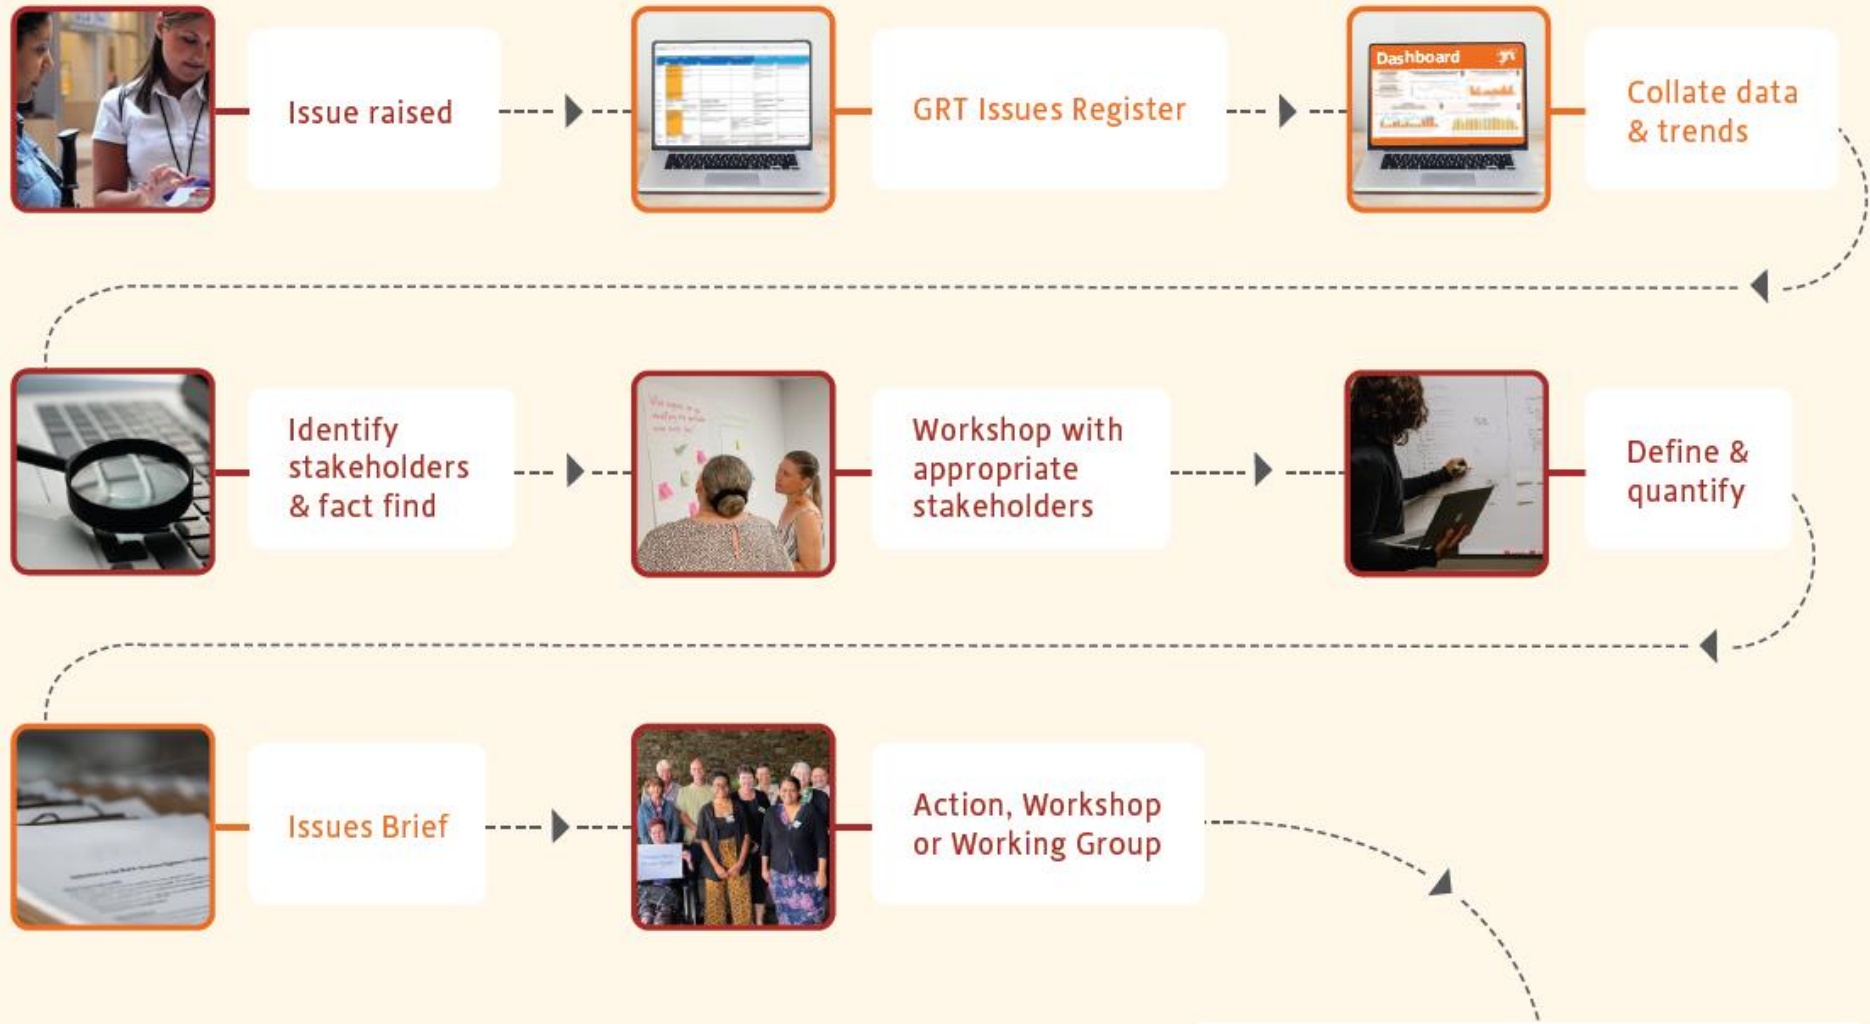 Issue raised
GRT Issues Register
Dashboard
Collate data
& trends
Identify
stakeholders
& fact find
Workshop with
appropriate
stakeholders
Define &
quantify
Issues Brief
Action, Workshop
or Working Group